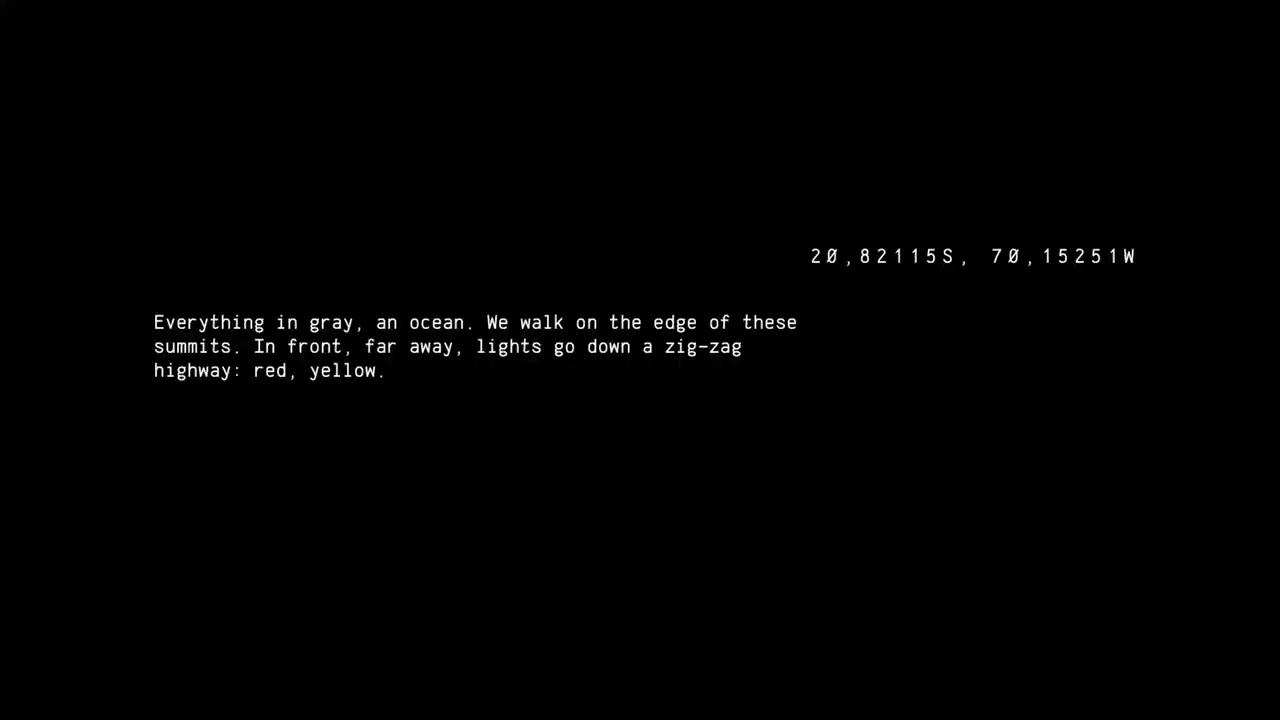 20,82115S, 70,15251W
Everything in gray, an ocean. We walk on the edge of these
summits. In front, far away, lights go down a zig-zag
highway: red, yellow.